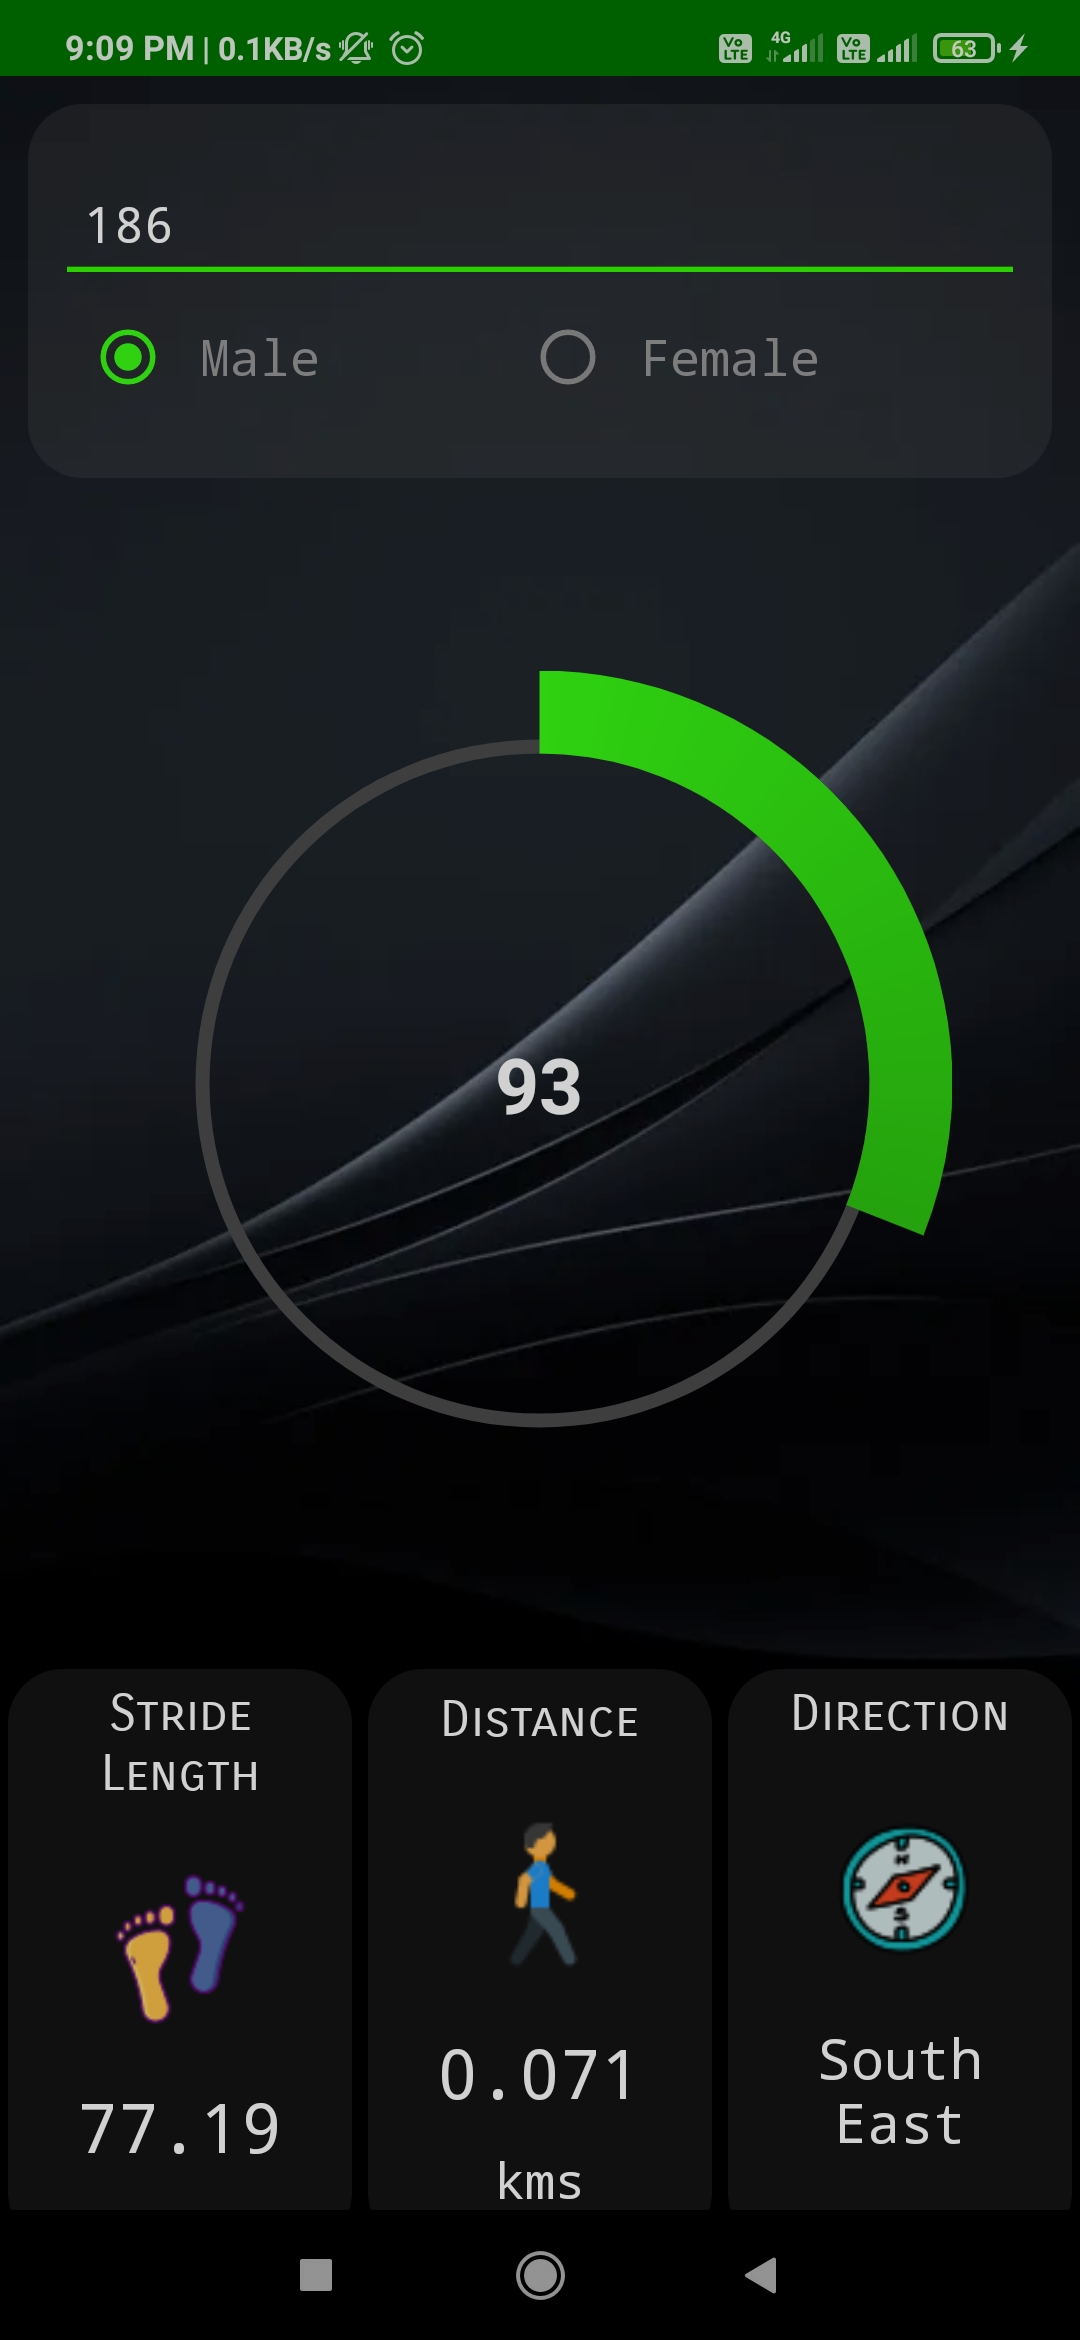 9:09 PM | 0.1KB/s Vo LTE 4G Vo LTE 63
186
Male Female
93
Stride Length
77.19
Distance
0.071
kms
Direction
N
S
South
East